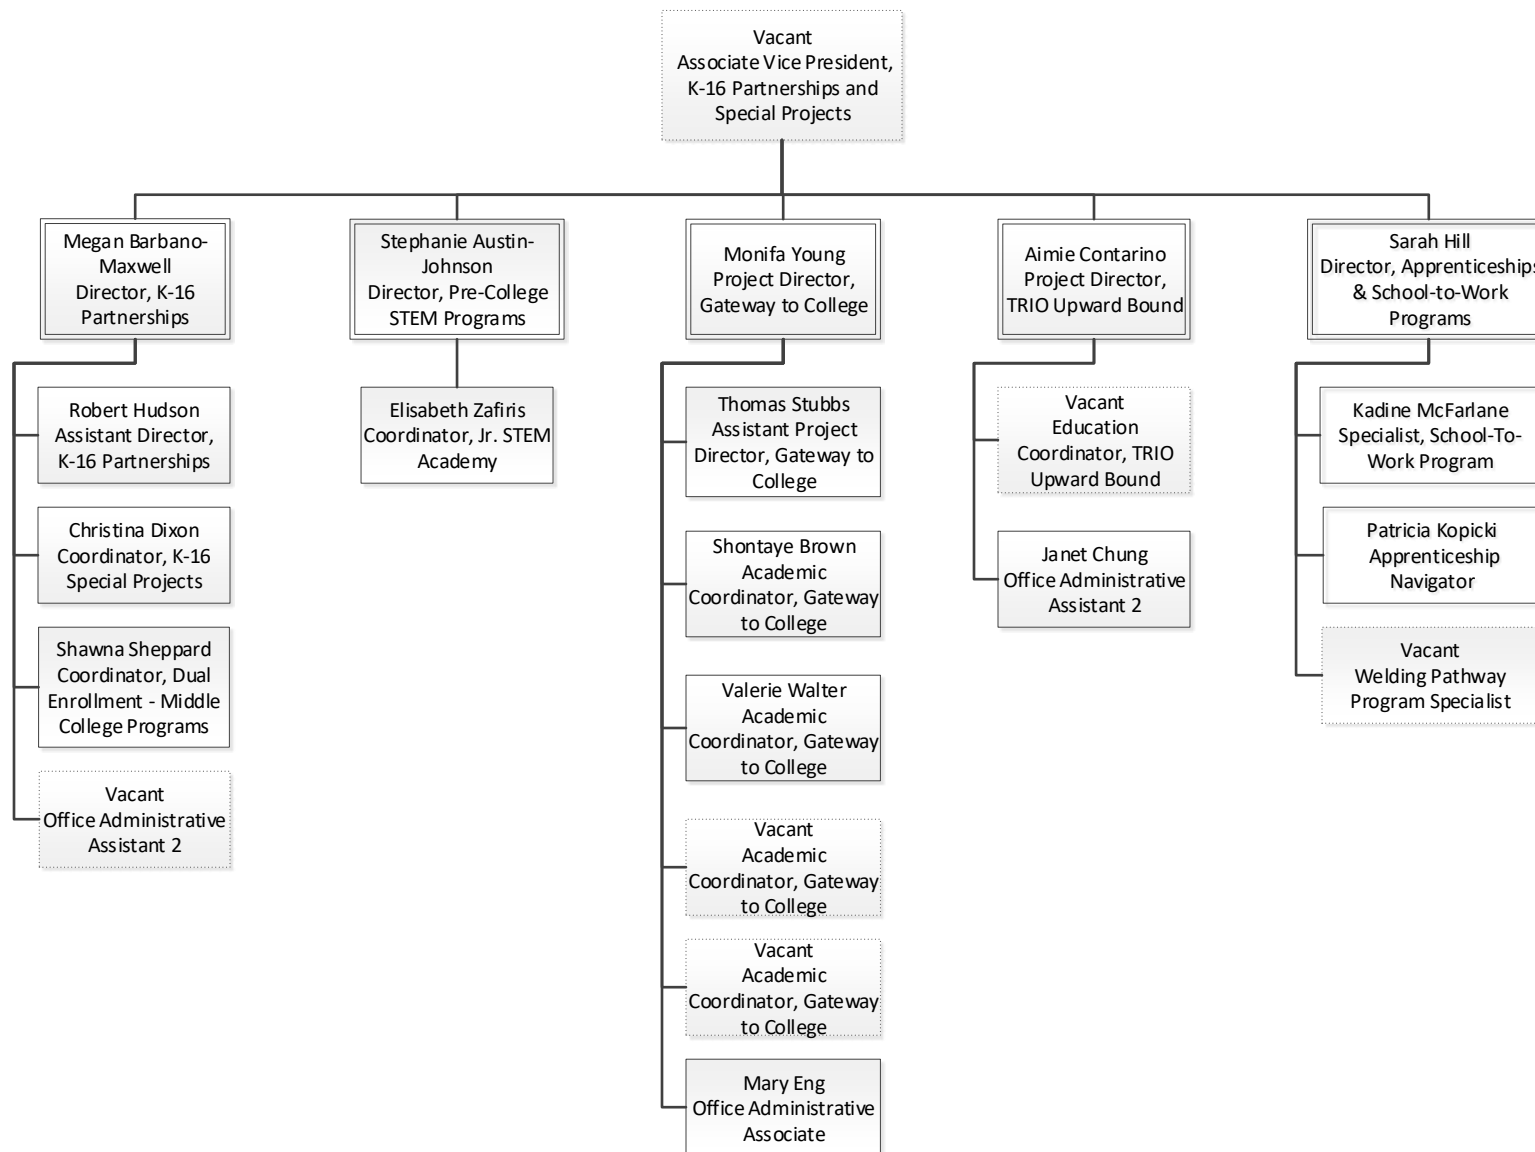 Vacant
Associate Vice President,
K-16 Partnerships and
Special Projects
Megan Barbano-
Maxwell
Director, K-16
Partnerships
Stephanie Austin-
Johnson
Director, Pre-College
STEM Programs
Monifa Young
Project Director,
Gateway to College
Aimie Contarino
Project Director,
TRIO Upward Bound
Sarah Hill
Director, Apprenticeships
& School-to-Work
Programs
Robert Hudson
Assistant Director,
K-16 Partnerships
Christina Dixon
Coordinator, K-16
Special Projects
Shawna Sheppard
Coordinator, Dual
Enrollment - Middle
College Programs
Vacant
Office Administrative
Assistant 2
Elisabeth Zafiris
Coordinator, Jr. STEM
Academy
Thomas Stubbs
Assistant Project
Director, Gateway to
College
Shontaye Brown
Academic
Coordinator, Gateway
to College
Valerie Walter
Academic
Coordinator, Gateway
to College
Vacant
Academic
Coordinator, Gateway
to College
Vacant
Academic
Coordinator, Gateway
to College
Mary Eng
Office Administrative
Associate
Vacant
Education
Coordinator, TRIO
Upward Bound
Janet Chung
Office Administrative
Assistant 2
Kadine McFarlane
Specialist, School-To-
Work Program
Patricia Kopicki
Apprenticeship
Navigator
Vacant
Welding Pathway
Program Specialist